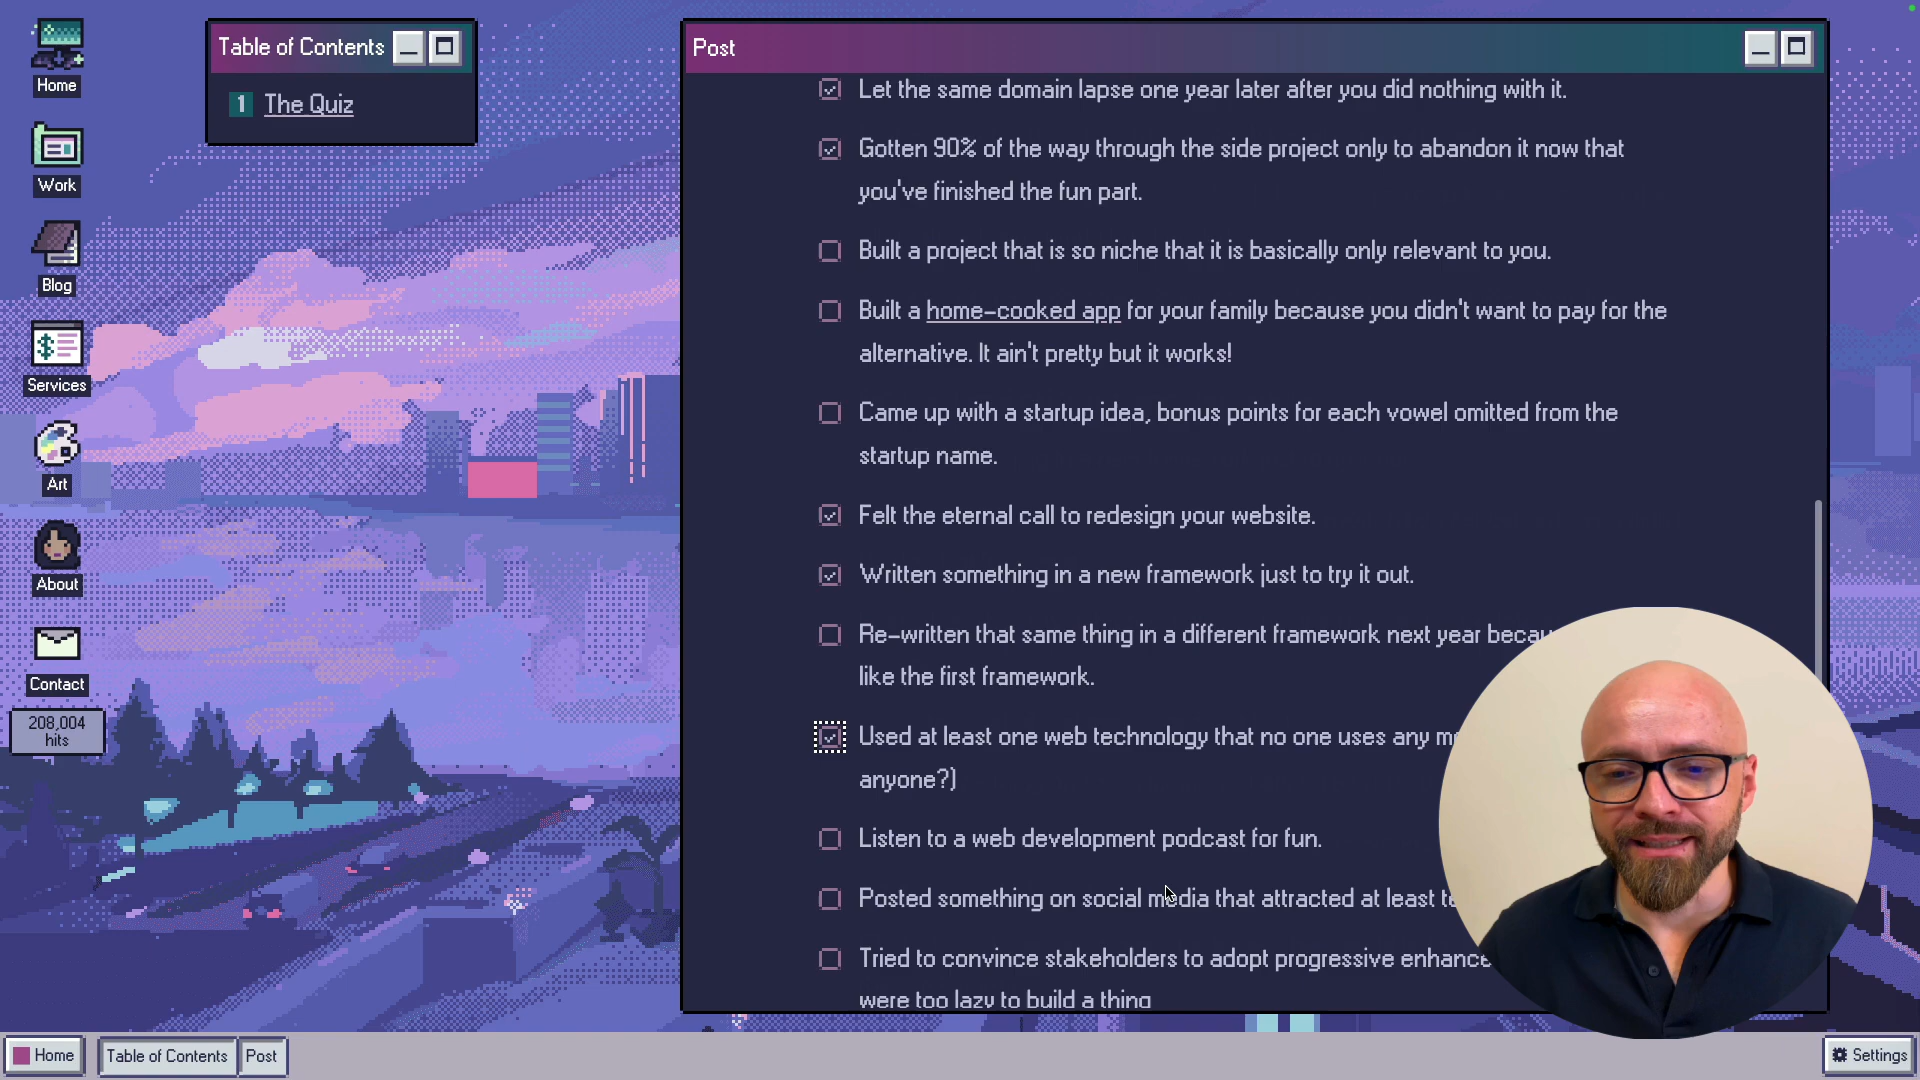 Home
Work
Blog
Services
Art
About
Contact
208,004
hits
Table of Contents
1 The Quiz
Post
Let the same domain lapse one year later after you did nothing with it.
Gotten 90% of the way through the side project only to abandon it now that
you've finished the fun part.
Built a project that is so niche that it is basically only relevant to you.
Built a home-cooked app for your family because you didn't want to pay for the
alternative. It ain't pretty but it works!
Came up with a startup idea, bonus points for each vowel omitted from the
startup name.
Felt the eternal call to redesign your website.
Written something in a new framework just to try it out.
Re-written that same thing in a different framework next year
like the first framework.
Used at least one web technology that no one uses any
anyone?)
Listen to a web development podcast for fun.
Posted something on social media that attracted at least
Tried to convince stakeholders to adopt progressive
were too lazy to build a thing
Home
Table of Contents
Post
Settings